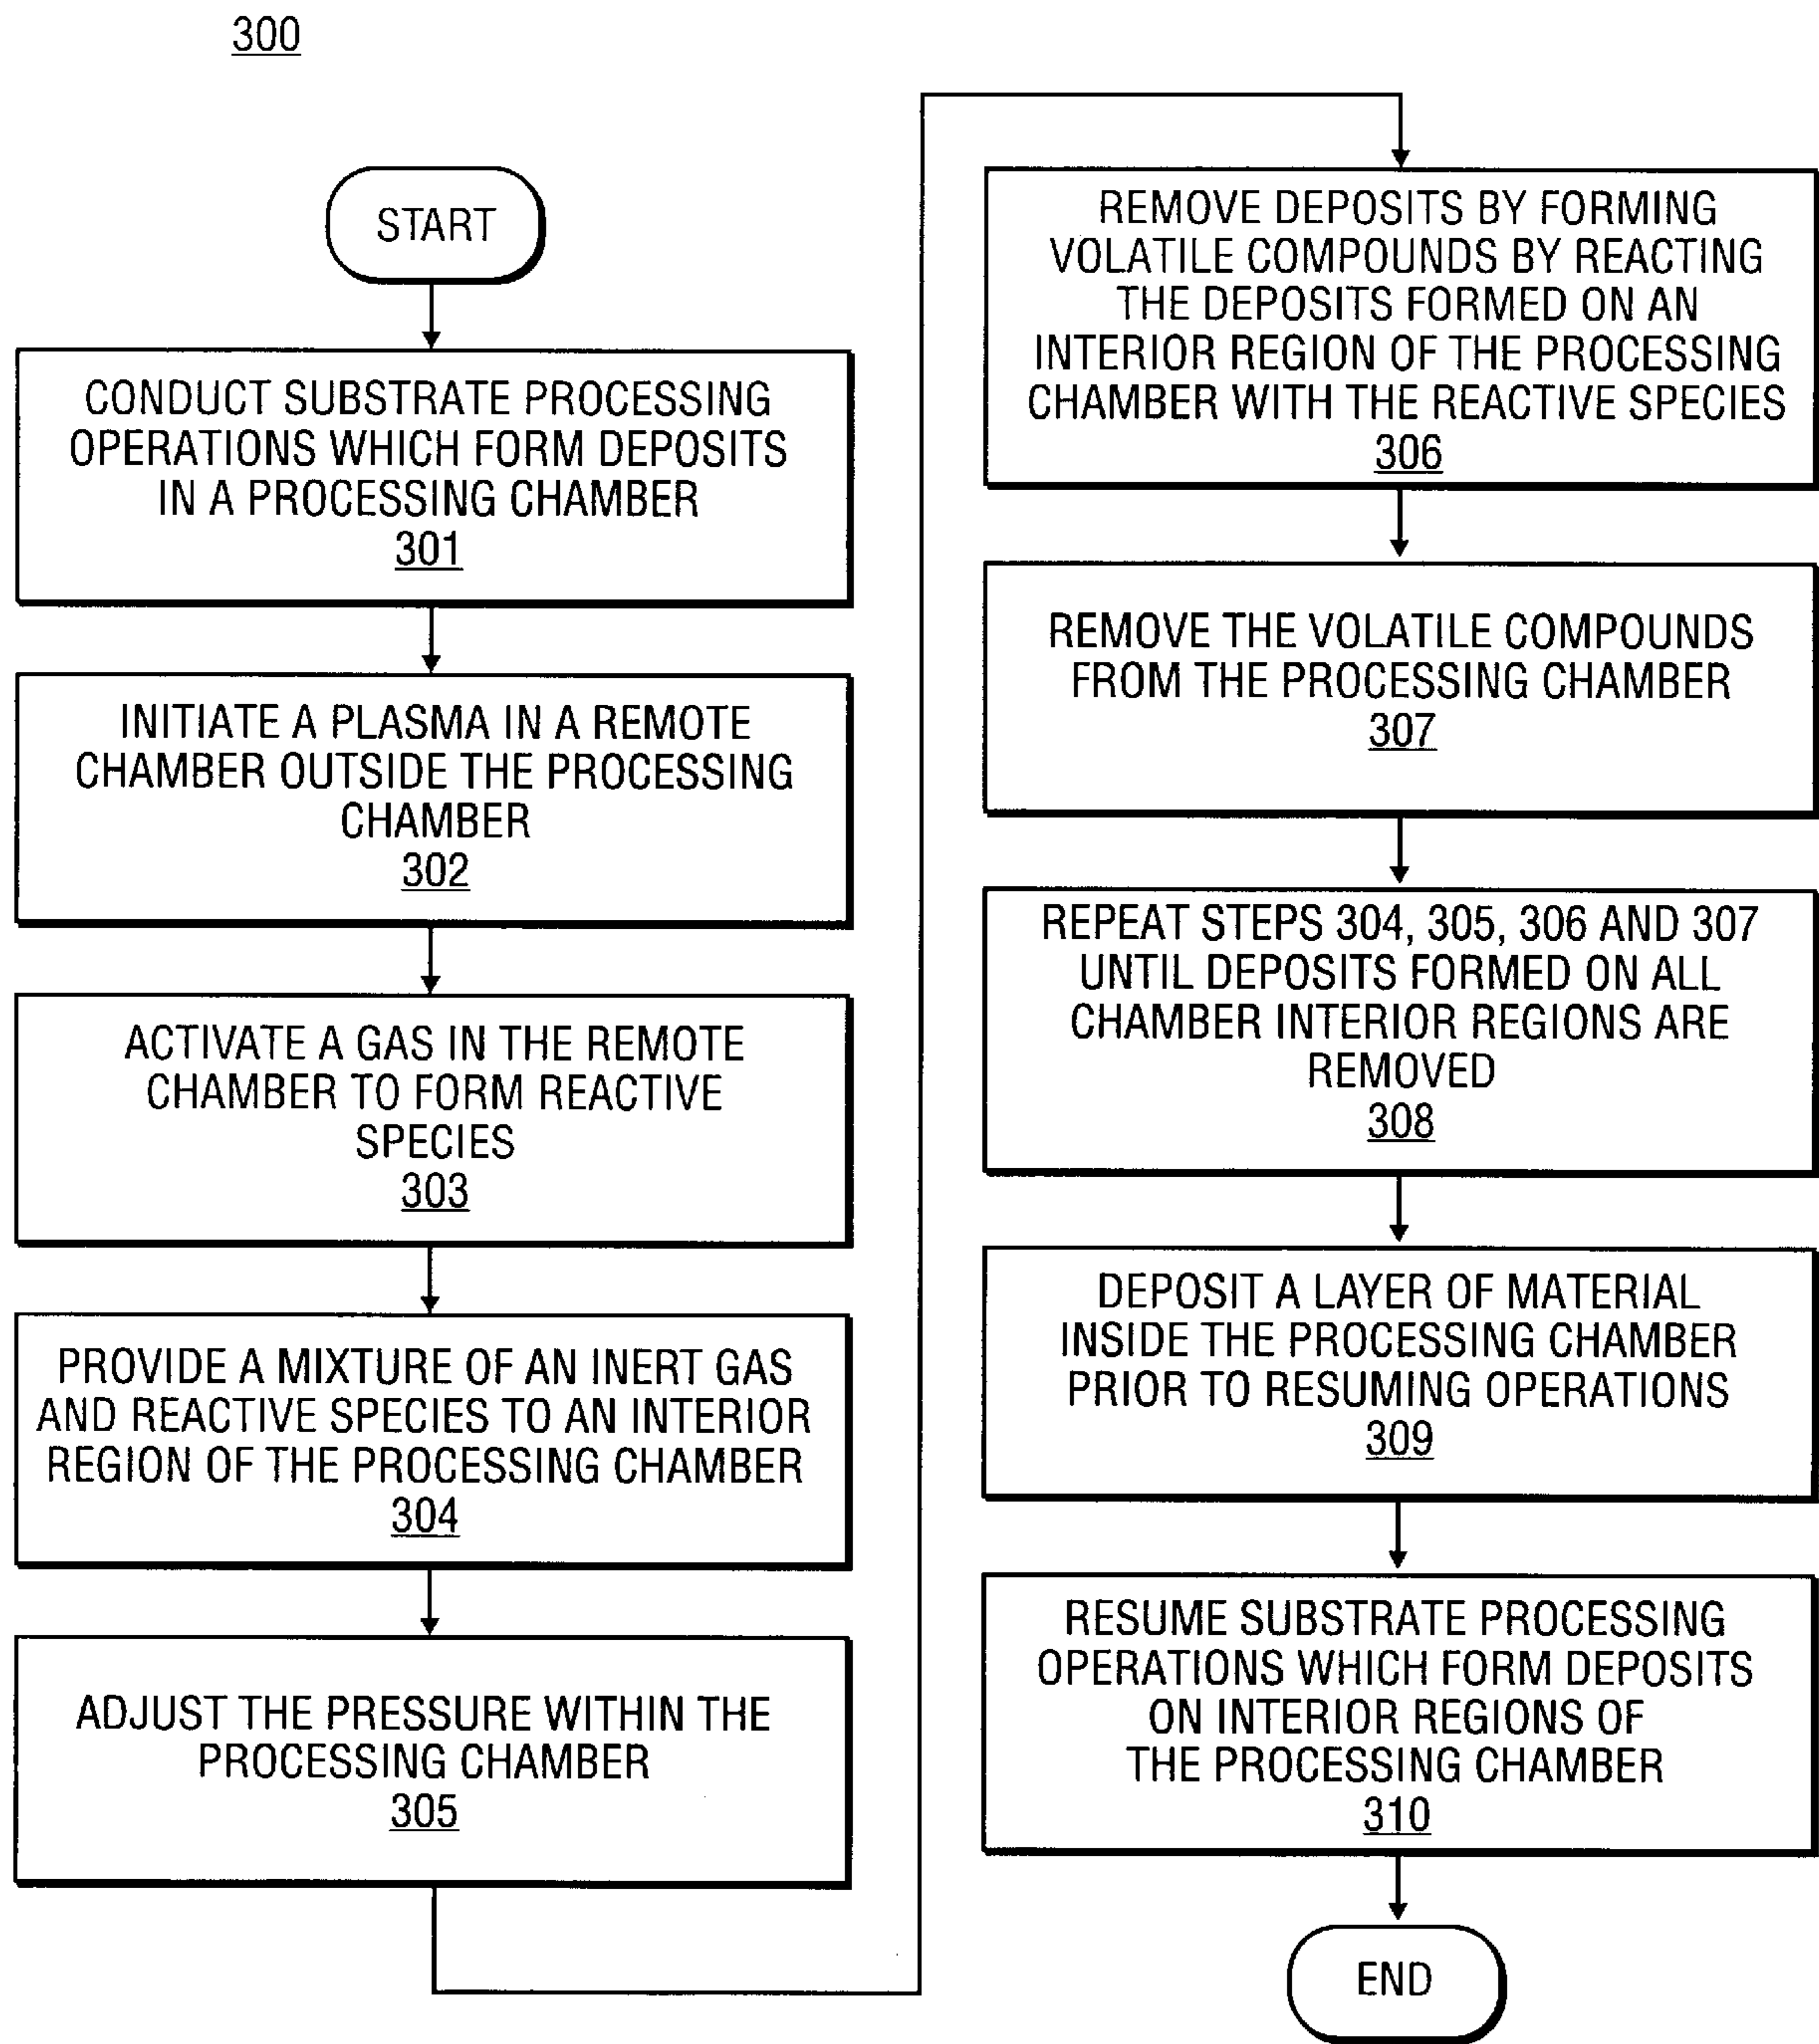 300
START
CONDUCT SUBSTRATE PROCESSING
OPERATIONS WHICH FORM DEPOSITS
IN A PROCESSING CHAMBER
301
INITIATE A PLASMA IN A REMOTE
CHAMBER OUTSIDE THE PROCESSING
CHAMBER
302
ACTIVATE A GAS IN THE REMOTE
CHAMBER TO FORM REACTIVE
SPECIES
303
PROVIDE A MIXTURE OF AN INERT GAS
AND REACTIVE SPECIES TO AN INTERIOR
REGION OF THE PROCESSING CHAMBER
304
ADJUST THE PRESSURE WITHIN THE
PROCESSING CHAMBER
305
REMOVE DEPOSITS BY FORMING
VOLATILE COMPOUNDS BY REACTING
THE DEPOSITS FORMED ON AN
INTERIOR REGION OF THE PROCESSING
CHAMBER WITH THE REACTIVE SPECIES
306
REMOVE THE VOLATILE COMPOUNDS
FROM THE PROCESSING CHAMBER
307
REPEAT STEPS 304, 305, 306 AND 307
UNTIL DEPOSITS FORMED ON ALL
CHAMBER INTERIOR REGIONS ARE
REMOVED
308
DEPOSIT A LAYER OF MATERIAL
INSIDE THE PROCESSING CHAMBER
PRIOR TO RESUMING OPERATIONS
309
RESUME SUBSTRATE PROCESSING
OPERATIONS WHICH FORM DEPOSITS
ON INTERIOR REGIONS OF
THE PROCESSING CHAMBER
310
END